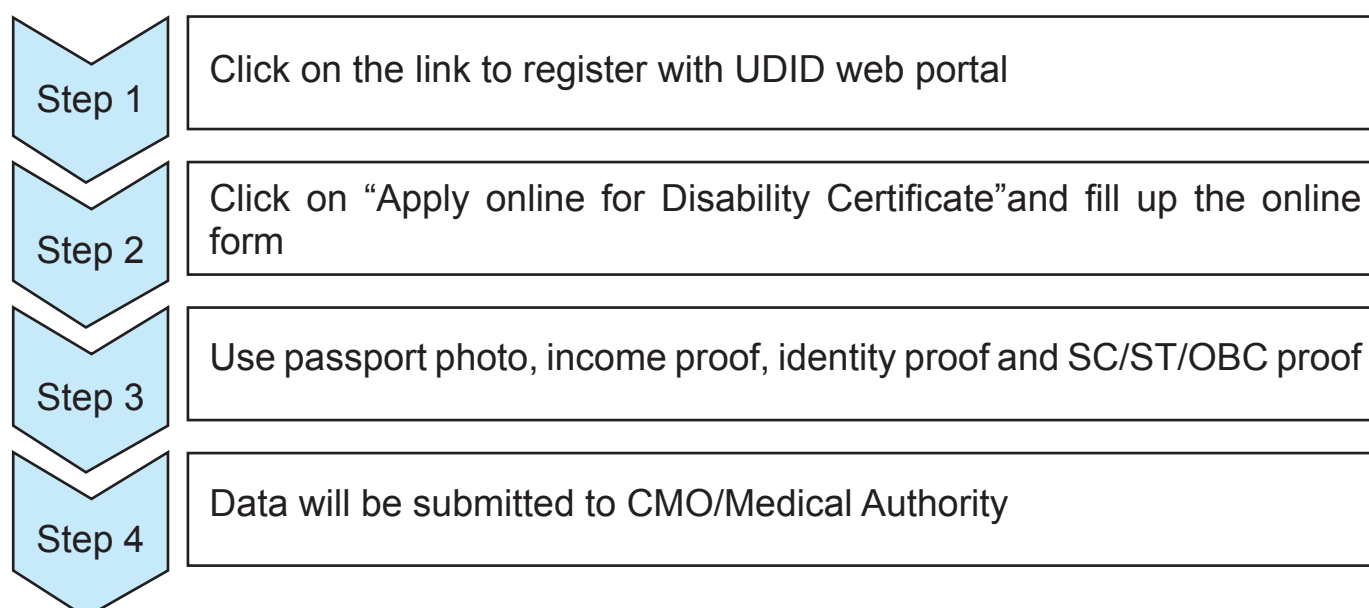 Step 1
Click on the link to register with UDID web portal
Step 2
Click on “Apply online for Disability Certificate”and fill up the online
form
Step 3
Use passport photo, income proof, identity proof and SC/ST/OBC proof
Step 4
Data will be submitted to CMO/Medical Authority